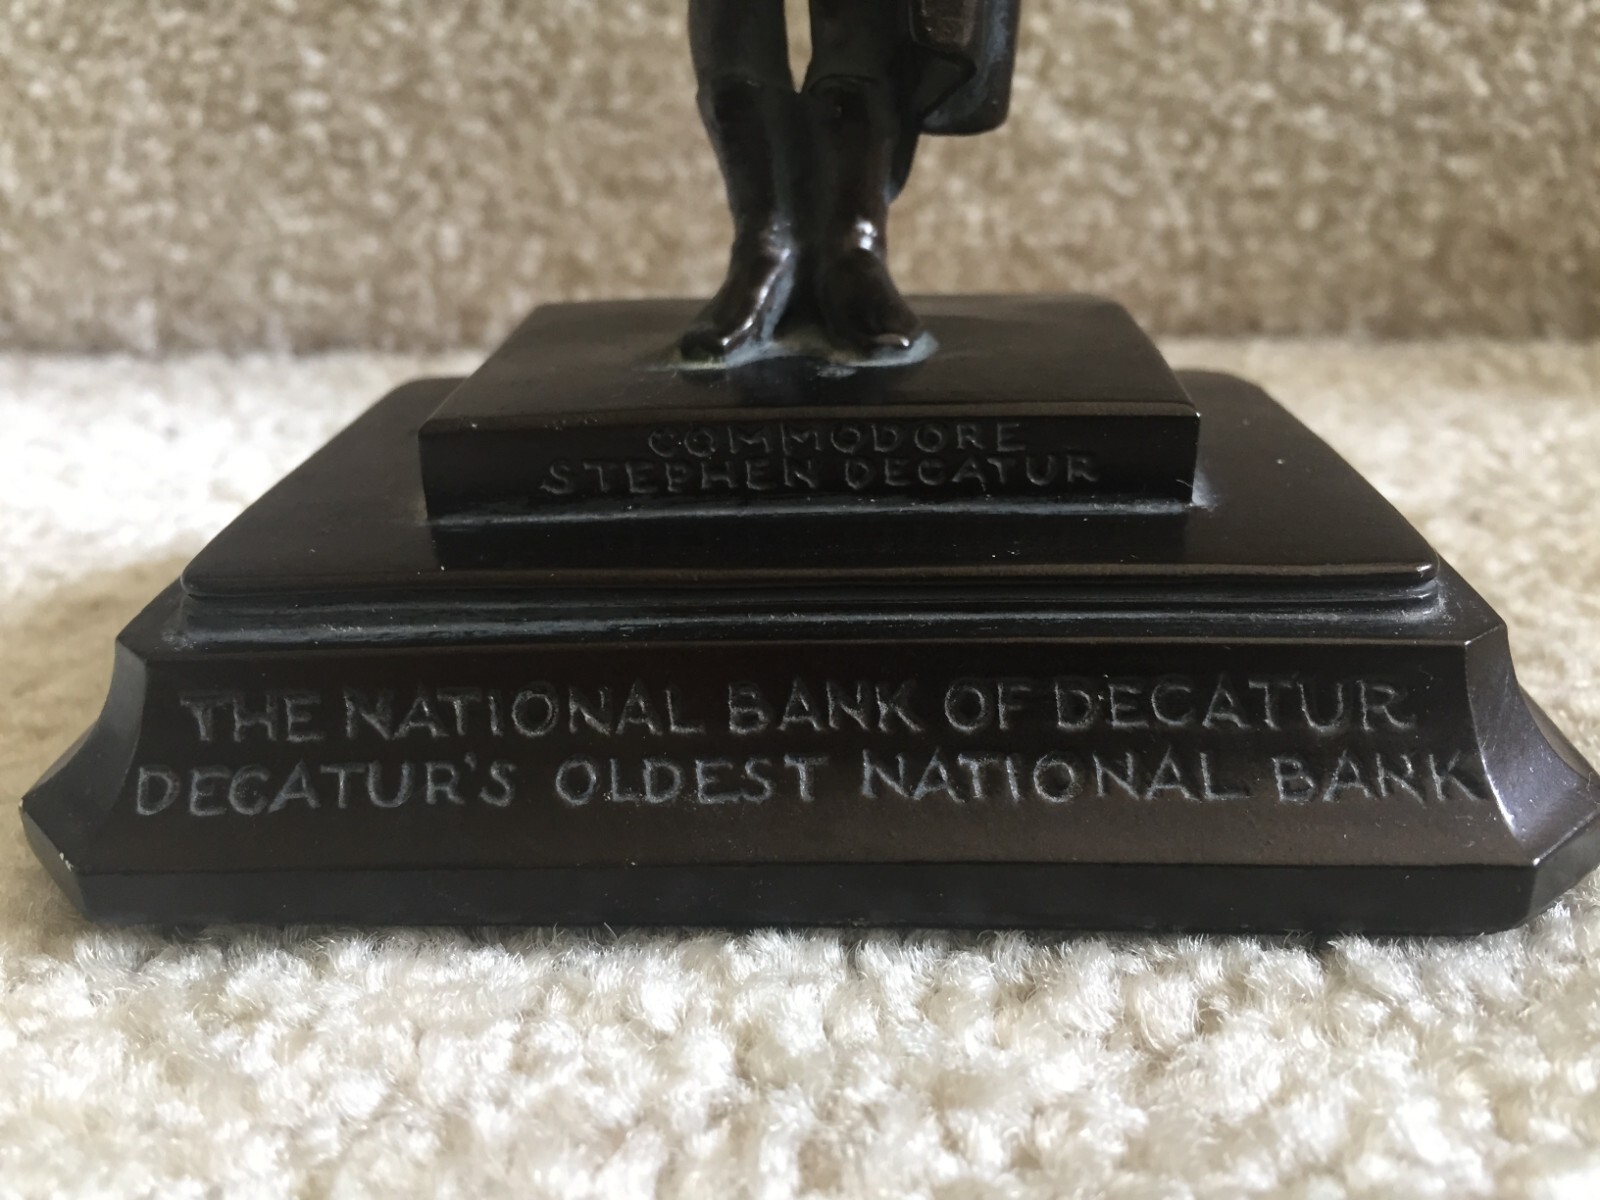 COMMODORE
STEPHEN DECATUR
THE NATIONAL BANK OF DECATUR
DECATUR'S OLDEST NATIONAL BANK